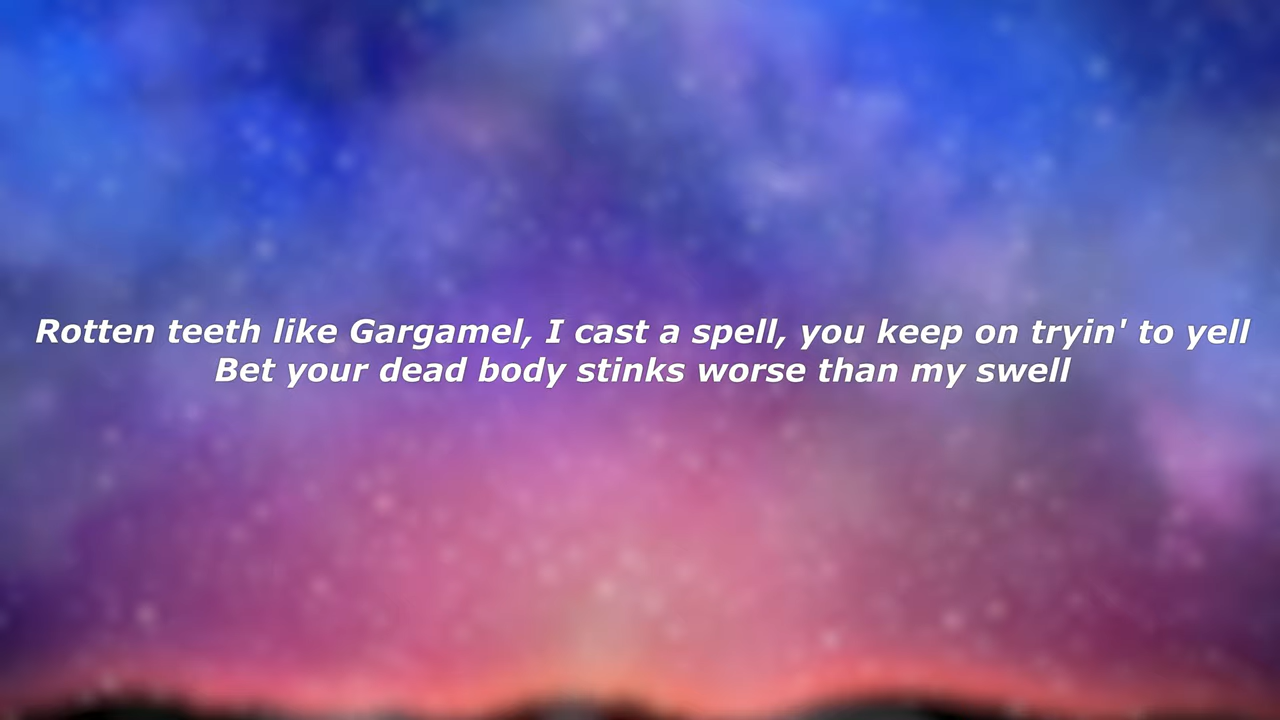 Rotten teeth like Gargamel, I cast a spell, you keep on tryin' to yell
Bet your dead body stinks worse than my swell